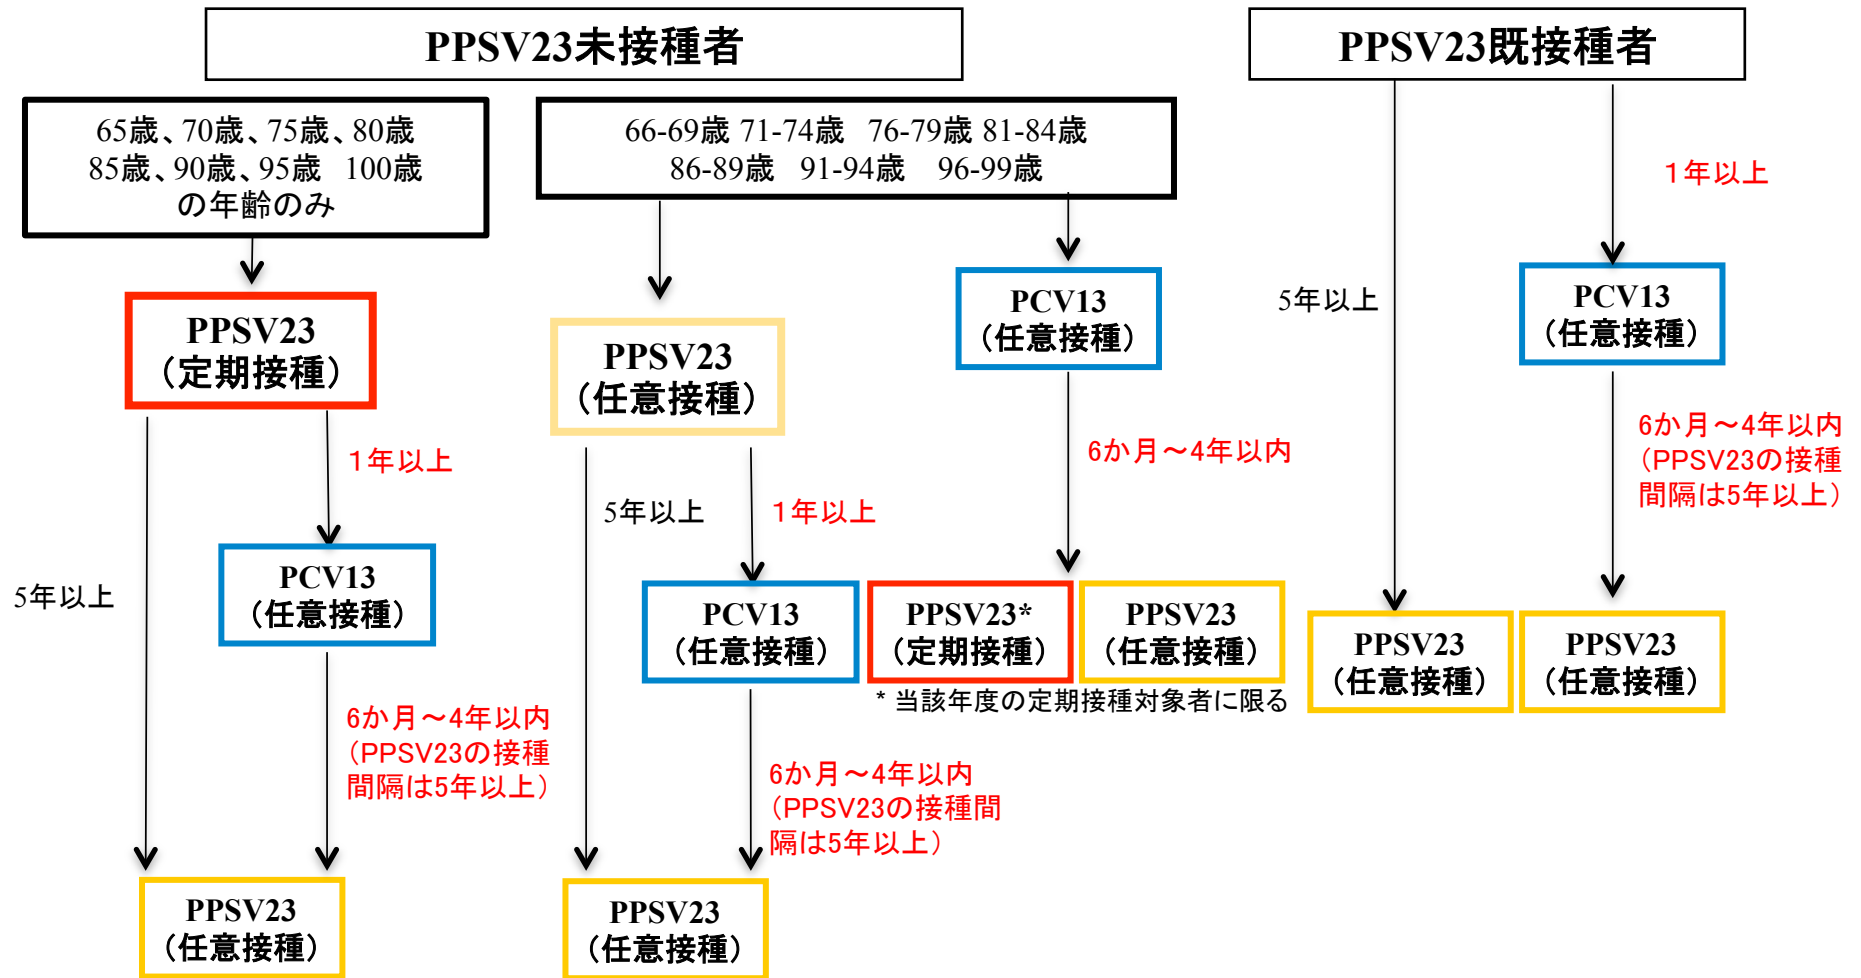 PPSV23未接種者
65歳、70歳、75歳、80歳
85歳、90歳、95歳 100歳
の年齢のみ
PPSV23
（定期接種）
5年以上
1年以上
PCV13
（任意接種）
6か月～4年以内
（PPSV23の接種
間隔は5年以上）
PPSV23
（任意接種）
66-69歳 71-74歳 76-79歳 81-84歳
86-89歳 91-94歳 96-99歳
PPSV23
（任意接種）
5年以上
1年以上
PCV13
（任意接種）
6か月～4年以内
（PPSV23の接種間
隔は5年以上）
PPSV23
（任意接種）
PCV13
（任意接種）
6か月～4年以内
PPSV23*
（定期接種）
PPSV23
（任意接種）
* 当該年度の定期接種対象者に限る
PPSV23既接種者
5年以上
PPSV23
（任意接種）
1年以上
PCV13
（任意接種）
6か月～4年以内
（PPSV23の接種
間隔は5年以上）
PPSV23
（任意接種）